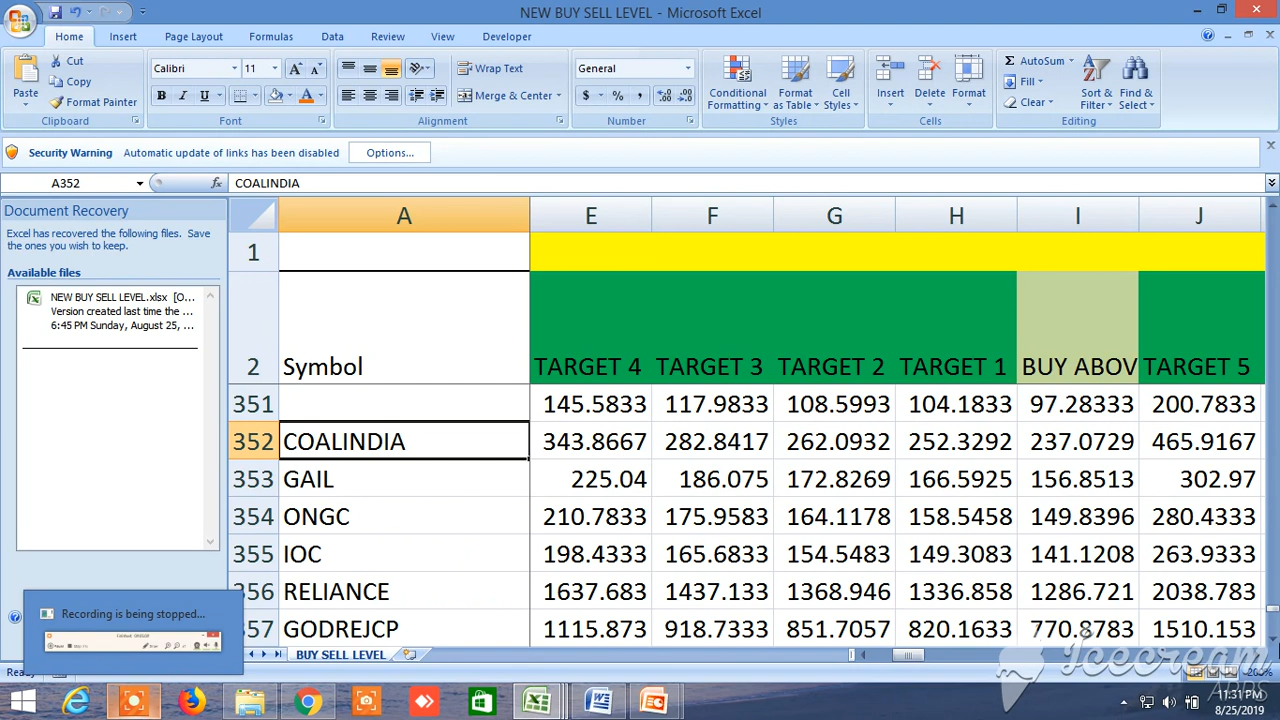 NEW BUY SELL LEVEL - Microsoft Excel
Home Insert Page Layout Formulas Data Review View Developer
Paste Cut Copy Format Painter Clipboard
Calibri 11 B I U Font
Wrap Text Merge & Center Alignment
General $ % , Number
Conditional Formatting Format as Table Cell Styles Styles
Insert Delete Format Cells
Σ AutoSum Fill Clear Sort & Filter Find & Select Editing
Security Warning Automatic update of links has been disabled Options...
A352 fx COALINDIA
Document Recovery
Excel has recovered the following files. Save
the ones you wish to keep.
Available files
NEW BUY SELL LEVEL.xlsx [O...
Version created last time the ...
6:45 PM Sunday, August 25, ...
A E F G H I J
1
2 Symbol TARGET 4 TARGET 3 TARGET 2 TARGET 1 BUY ABOV TARGET 5
351 145.5833 117.9833 108.5993 104.1833 97.28333 200.7833
352 COALINDIA 343.8667 282.8417 262.0932 252.3292 237.0729 465.9167
353 GAIL 225.04 186.075 172.8269 166.5925 156.8513 302.97
354 ONGC 210.7833 175.9583 164.1178 158.5458 149.8396 280.4333
355 IOC 198.4333 165.6833 154.5483 149.3083 141.1208 263.9333
356 RELIANCE 1637.683 1437.133 1368.946 1336.858 1286.721 2038.783
357 GODREJCP 1115.873 918.7333 851.7057 820.1633 770.8783 1510.153
Recording is being stopped...
BUY SELL LEVEL
Icecream
APPS
200%
11:31 PM
8/25/2019